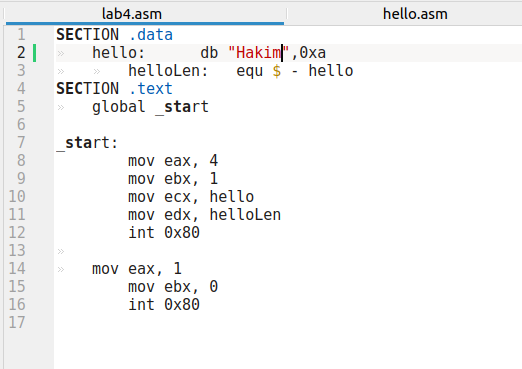 lab4.asm hello.asm
1 SECTION .data
2 » hello: db "Hakim",0xa
3 » » helloLen: equ $ - hello
4 SECTION .text
5 » global _start
6
7 _start:
8 mov eax, 4
9 mov ebx, 1
10 mov ecx, hello
11 mov edx, helloLen
12 int 0x80
13 »
14 » mov eax, 1
15 mov ebx, 0
16 int 0x80
17